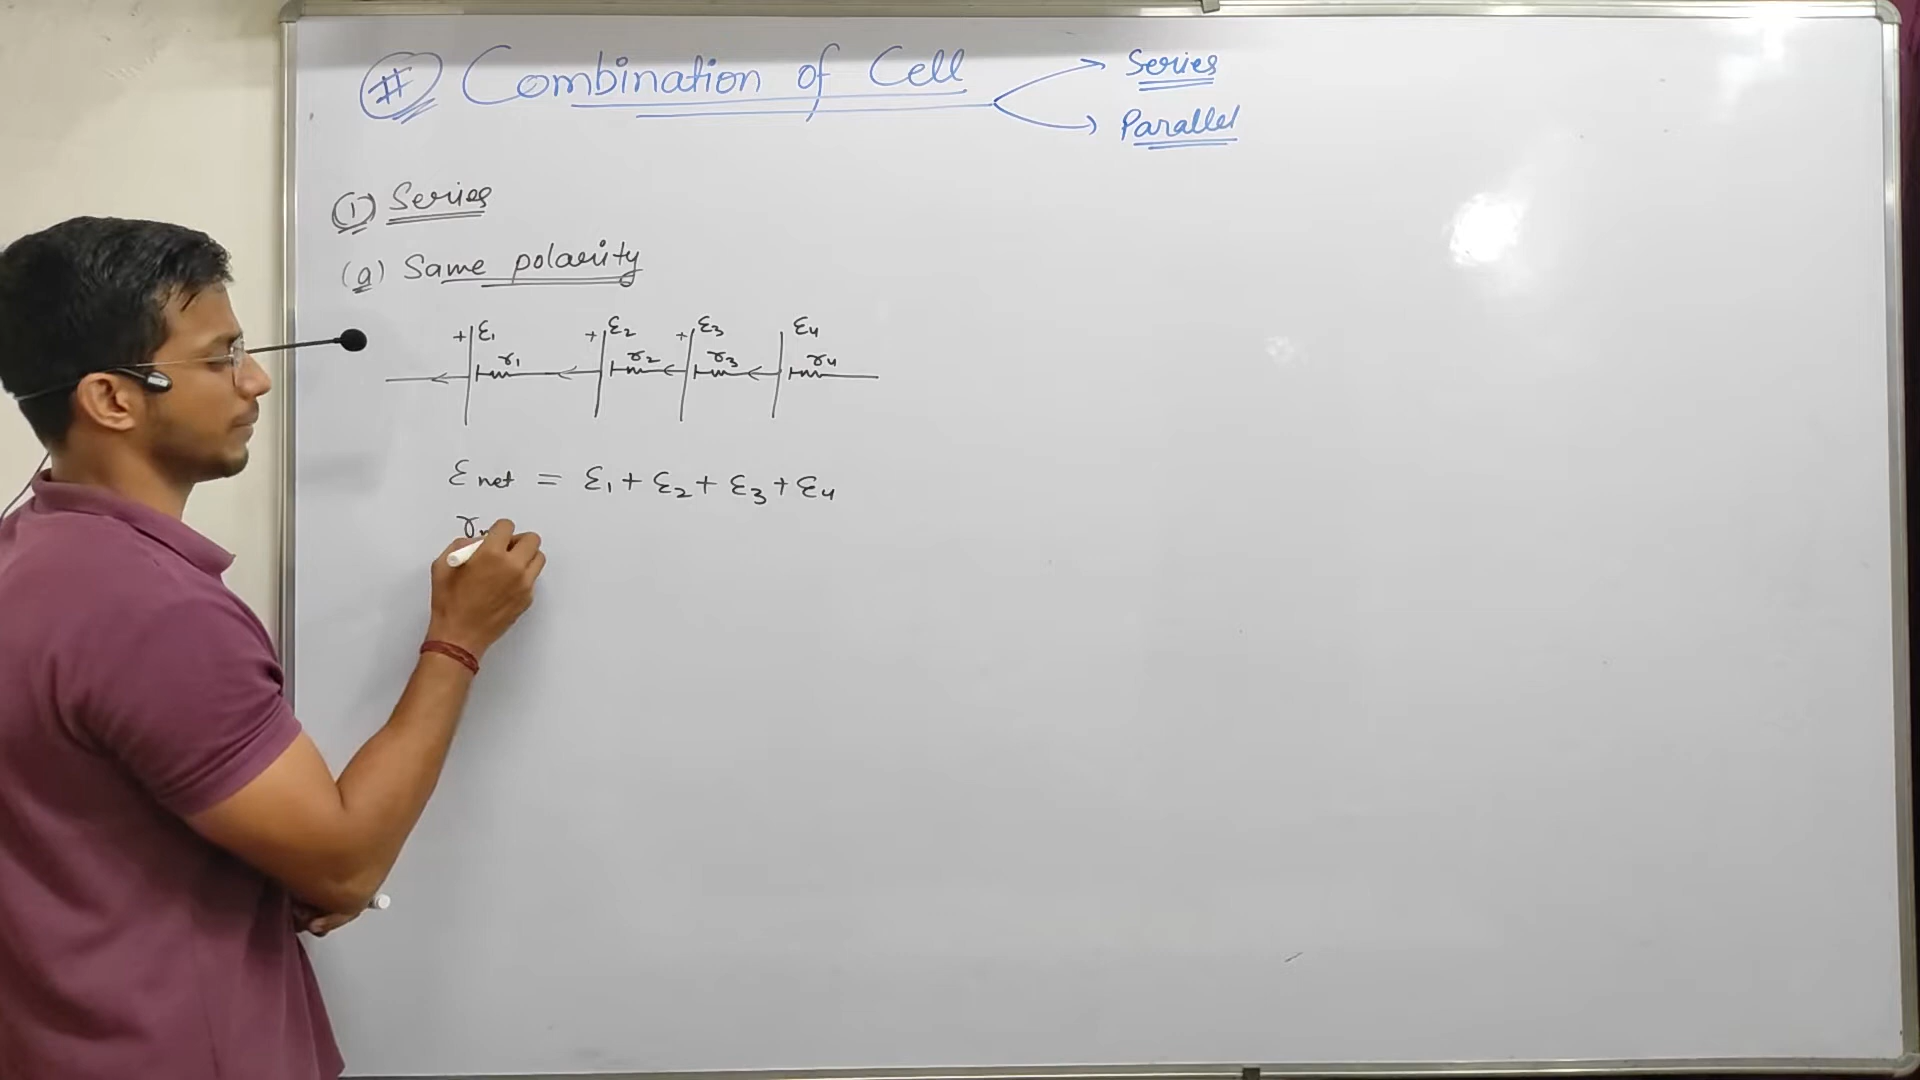 # Combination of Cell
Series
Parallel
① Series
(a) Same polarity
+ ε₁ + ε₂ + ε₃ ε₄
r₁ r₂ r₃ r₄
ε net = ε₁ + ε₂ + ε₃ + ε₄
r